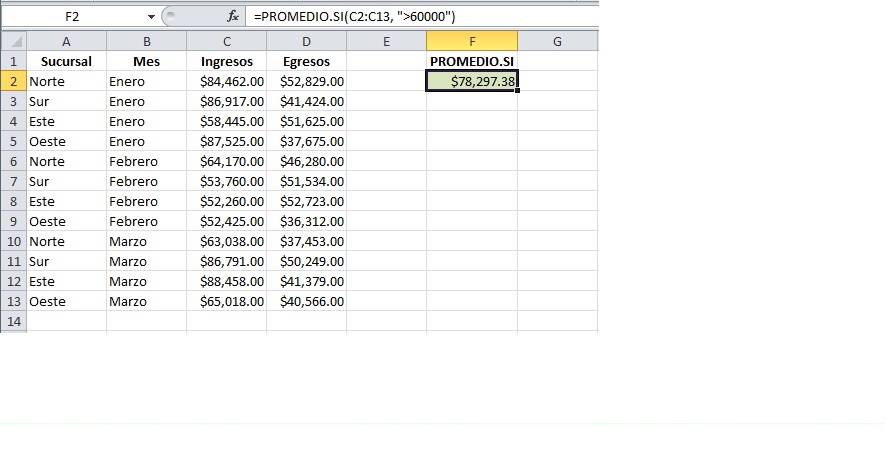 F2 fx =PROMEDIO.SI(C2:C13, ">60000")
A B C D E F G
1 Sucursal Mes Ingresos Egresos PROMEDIO.SI
2 Norte Enero $84,462.00 $52,829.00 $78,297.38
3 Sur Enero $86,917.00 $41,424.00
4 Este Enero $58,445.00 $51,625.00
5 Oeste Enero $87,525.00 $37,675.00
6 Norte Febrero $64,170.00 $46,280.00
7 Sur Febrero $53,760.00 $51,534.00
8 Este Febrero $52,260.00 $52,723.00
9 Oeste Febrero $52,425.00 $36,312.00
10 Norte Marzo $63,038.00 $37,453.00
11 Sur Marzo $86,791.00 $50,249.00
12 Este Marzo $88,458.00 $41,379.00
13 Oeste Marzo $65,018.00 $40,566.00
14